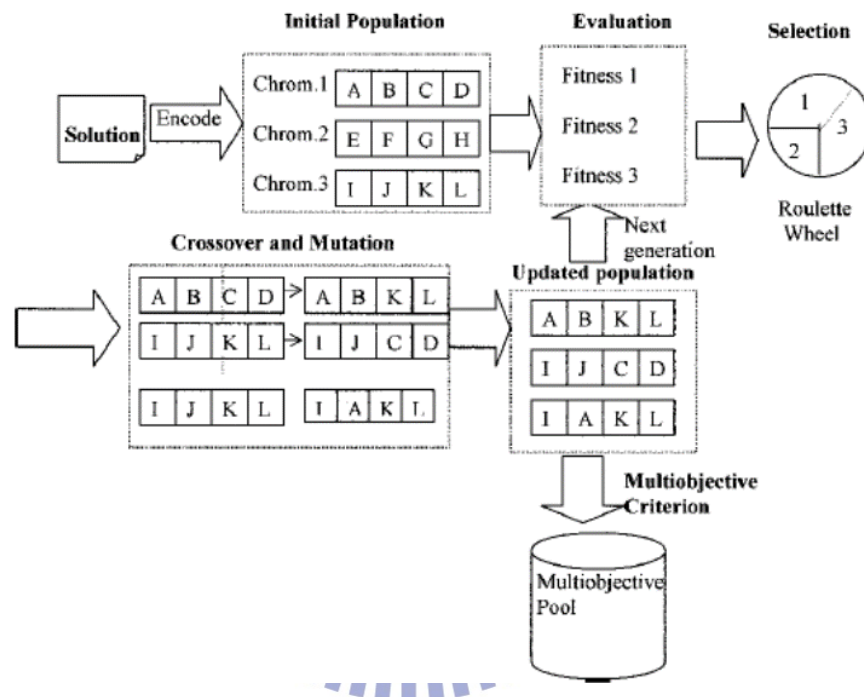 Initial Population
Evaluation
Selection
Solution
Encode
Chrom.1 A B C D
Chrom.2 E F G H
Chrom.3 I J K L
Fitness 1
Fitness 2
Fitness 3
1
2
3
Roulette
Wheel
Next
generation
Crossover and Mutation
A B C D A B K L
I J K L I J C D
I J K L I A K L
Updated population
A B K L
I J C D
I A K L
Multiobjective
Criterion
Multiobjective
Pool